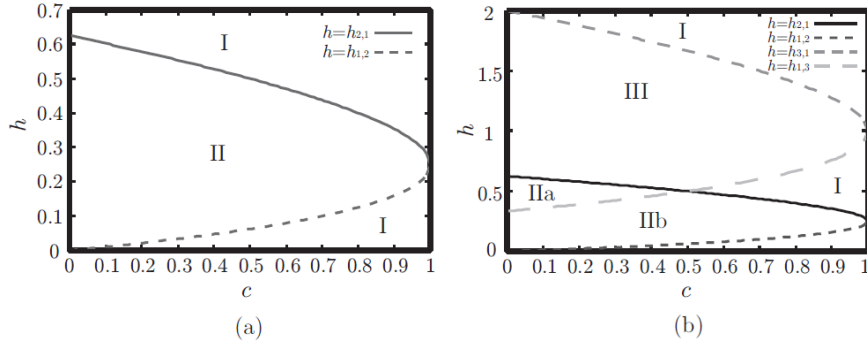 0.7
0.6
0.5
0.4
0.3
0.2
0.1
0
h
I
II
I
h=h2,1
h=h1,2
0 0.1 0.2 0.3 0.4 0.5 0.6 0.7 0.8 0.9 1
c
(a)
2
1.5
1
0.5
0
h
I
III
I
IIa
IIb
h=h2,1
h=h1,2
h=h3,1
h=h1,3
0 0.1 0.2 0.3 0.4 0.5 0.6 0.7 0.8 0.9 1
c
(b)